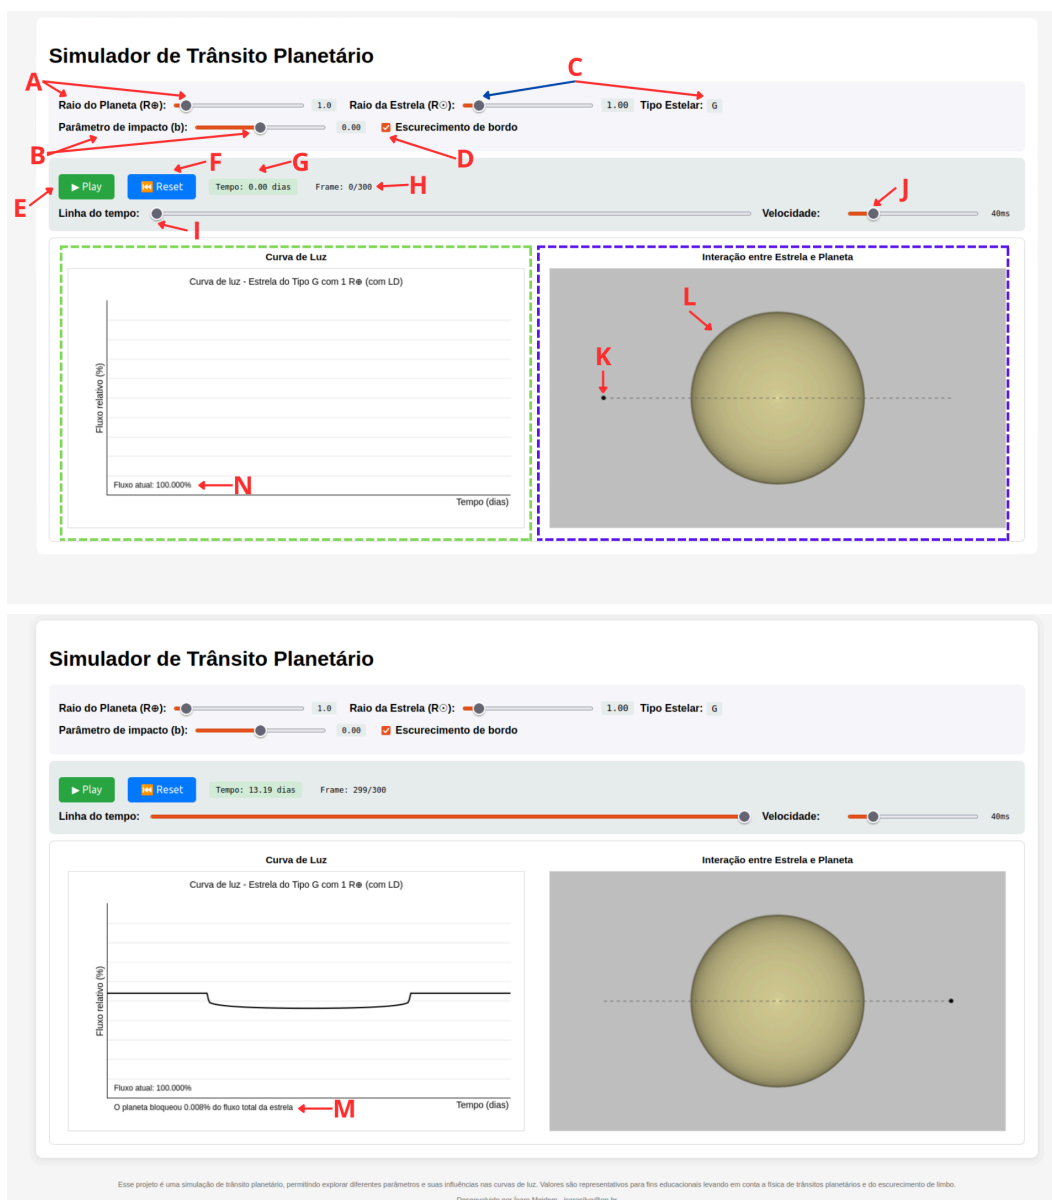 Simulador de Trânsito Planetário
A
C
Raio do Planeta (R⊕): 1.0 Raio da Estrela (R☉): 1.00 Tipo Estelar: G
Parâmetro de impacto (b): 0.00 Escurecimento de bordo
B
D
F
G
H
E
▶ Play ⏪ Reset Tempo: 0.00 dias Frame: 0/300
J
Linha do tempo: Velocidade: 40ms
I
Curva de Luz
Curva de luz - Estrela do Tipo G com 1 R⊕ (com LD)
Fluxo relativo (%)
Fluxo atual: 100.000%
N
Tempo (dias)
Interação entre Estrela e Planeta
L
K
Simulador de Trânsito Planetário
Raio do Planeta (R⊕): 1.0 Raio da Estrela (R☉): 1.00 Tipo Estelar: G
Parâmetro de impacto (b): 0.00 Escurecimento de bordo
▶ Play ⏪ Reset Tempo: 13.19 dias Frame: 299/300
Linha do tempo: Velocidade: 40ms
Curva de Luz
Curva de luz - Estrela do Tipo G com 1 R⊕ (com LD)
Fluxo relativo (%)
Fluxo atual: 100.000%
Tempo (dias)
O planeta bloqueou 0.008% do fluxo total da estrela
M
Interação entre Estrela e Planeta
Esse projeto é uma simulação de trânsito planetário, permitindo explorar diferentes parâmetros e suas influências nas curvas de luz. Valores são representativos para fins educacionais levando em conta a física de trânsitos planetários e do escurecimento de limbo.